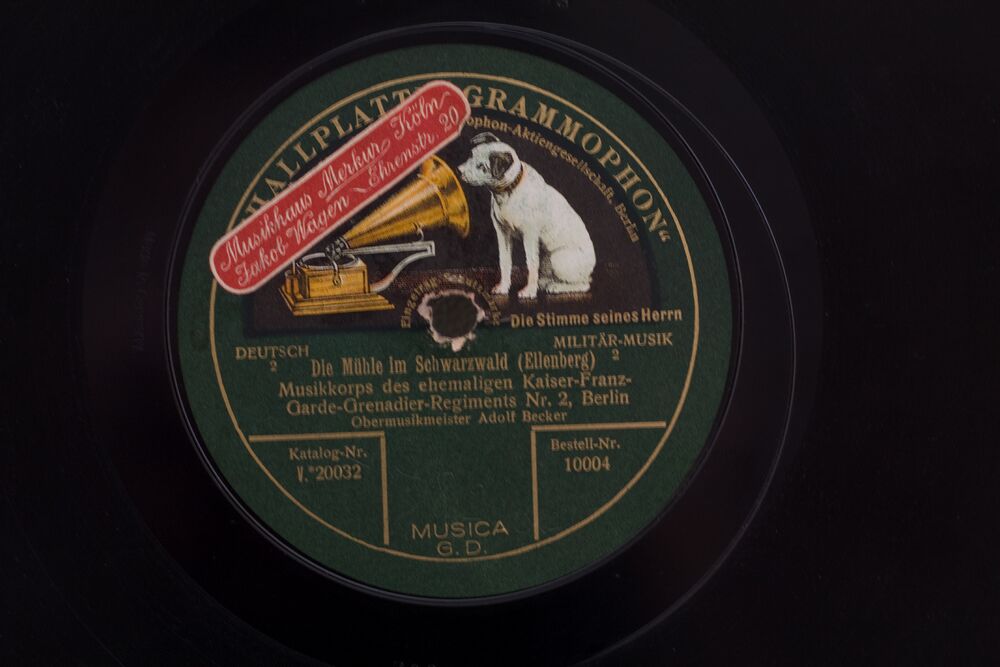 HALLPLATT GRAMMOPHON“
ophon-Aktiengesellschaft, Berlin
Musikhaus Merkur Köln
Jakob Wagen Ehrenstr. 20
Die Stimme seines Herrn
DEUTSCH
2
MILITÄR-MUSIK
2
Die Mühle im Schwarzwald (Ellenberg)
Musikkorps des ehemaligen Kaiser-Franz-
Garde-Grenadier-Regiments Nr. 2, Berlin
Obermusikmeister Adolf Becker
Katalog-Nr.
V.*20032
Bestell-Nr.
10004
MUSICA
G. D.